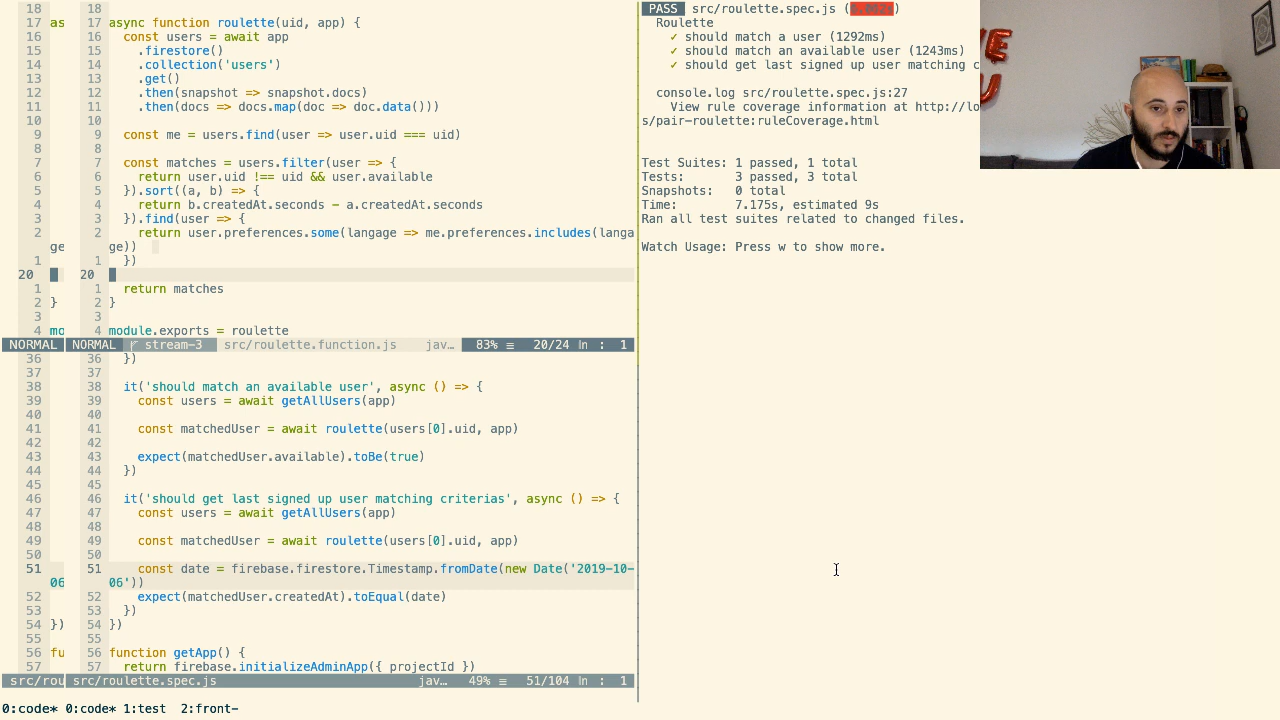 18 18
17 as 17 async function roulette(uid, app) {
16 16 const users = await app
15 15 .firestore()
14 14 .collection('users')
13 13 .get()
12 12 .then(snapshot => snapshot.docs)
11 11 .then(docs => docs.map(doc => doc.data()))
10 10
9 9 const me = users.find(user => user.uid === uid)
8 8
7 7 const matches = users.filter(user => {
6 6 return user.uid !== uid && user.available
5 5 }).sort((a, b) => {
4 4 return b.createdAt.seconds - a.createdAt.seconds
3 3 }).find(user => {
2 2 return user.preferences.some(langage => me.preferences.includes(langa
ge ge))
1 1 })
20 20
1 1 return matches
2 } 2 }
3 3
4 mo 4 module.exports = roulette
NORMAL NORMAL stream-3 src/roulette.function.js jav… 83% ≡ 20/24 ㏑ : 1
36 36 })
37 37
38 38 it('should match an available user', async () => {
39 39 const users = await getAllUsers(app)
40 40
41 41 const matchedUser = await roulette(users[0].uid, app)
42 42
43 43 expect(matchedUser.available).toBe(true)
44 44 })
45 45
46 46 it('should get last signed up user matching criterias', async () => {
47 47 const users = await getAllUsers(app)
48 48
49 49 const matchedUser = await roulette(users[0].uid, app)
50 50
51 51 const date = firebase.firestore.Timestamp.fromDate(new Date('2019-10-
06 06'))
52 52 expect(matchedUser.createdAt).toEqual(date)
53 53 })
54 }) 54 })
55 55
56 fu 56 function getApp() {
57 57 return firebase.initializeAdminApp({ projectId })
src/rou src/roulette.spec.js jav… 49% ≡ 51/104 ㏑ : 1
0:code* 0:code* 1:test 2:front-
PASS src/roulette.spec.js (
)
Roulette
✓ should match a user (1292ms)
✓ should match an available user (1243ms)
✓ should get last signed up user matching c
console.log src/roulette.spec.js:27
View rule coverage information at http://lo
s/pair-roulette:ruleCoverage.html
Test Suites: 1 passed, 1 total
Tests: 3 passed, 3 total
Snapshots: 0 total
Time: 7.175s, estimated 9s
Ran all test suites related to changed files.
Watch Usage: Press w to show more.